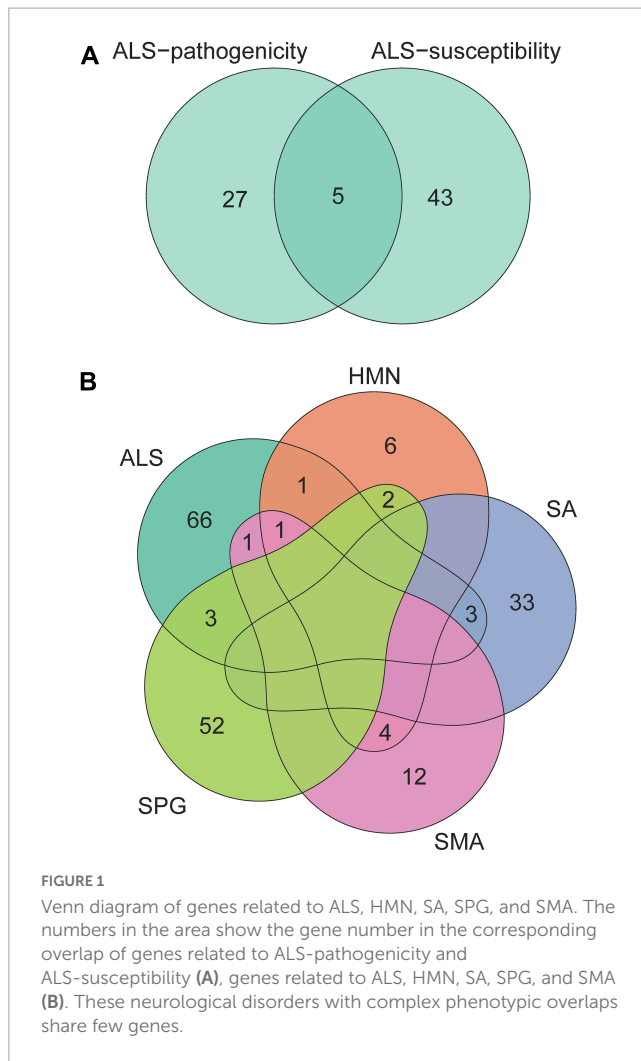 A
ALS-pathogenicity
ALS-susceptibility
27
5
43
B
HMN
ALS
SA
6
1
2
66
1
1
33
3
3
52
4
12
SPG
SMA
FIGURE 1
Venn diagram of genes related to ALS, HMN, SA, SPG, and SMA. The
numbers in the area show the gene number in the corresponding
overlap of genes related to ALS-pathogenicity and
ALS-susceptibility (A), genes related to ALS, HMN, SA, SPG, and SMA
(B). These neurological disorders with complex phenotypic overlaps
share few genes.